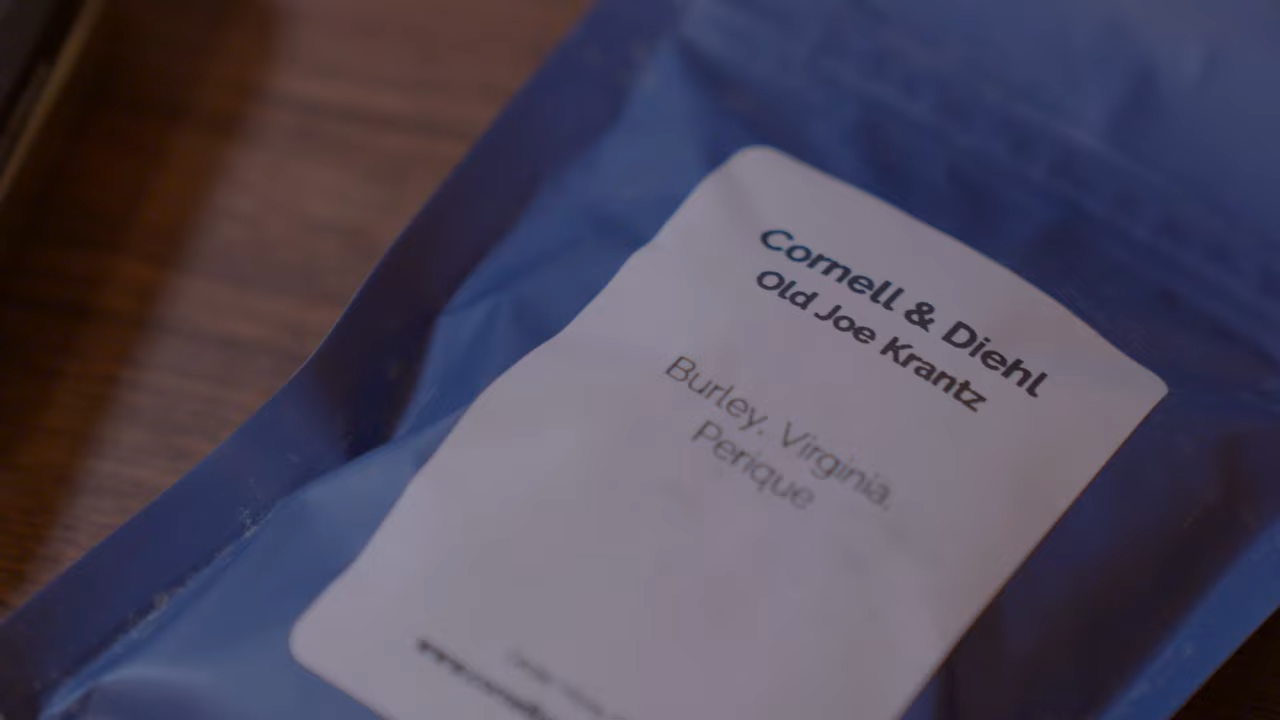 Cornell & Diehl
Old Joe Krantz
Burley, Virginia,
Perique